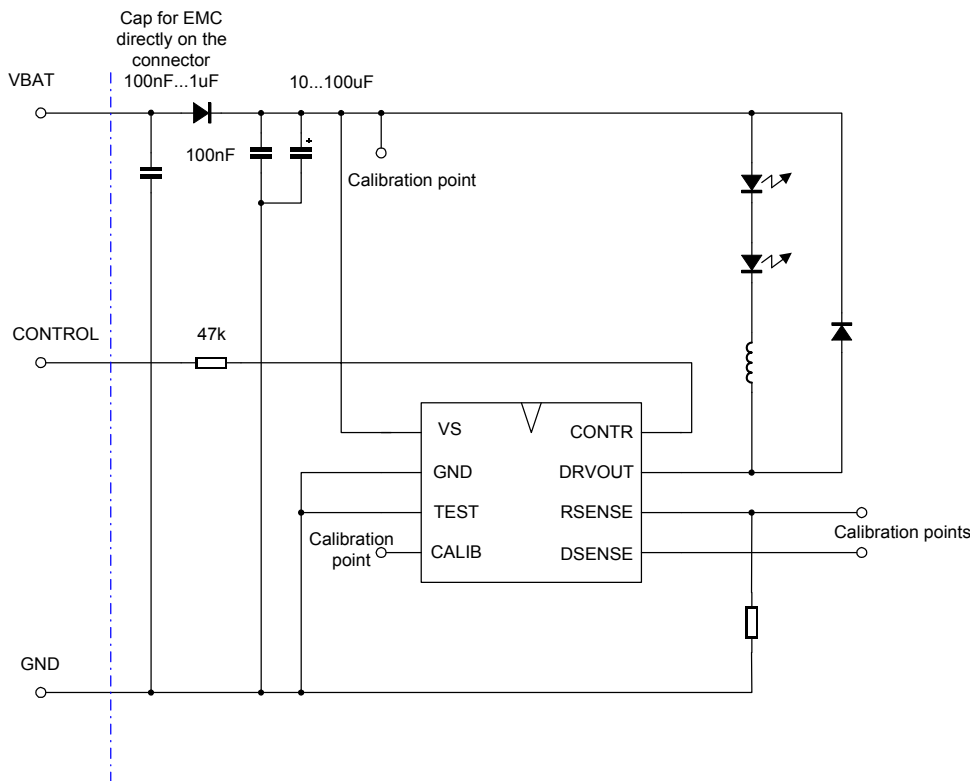 Cap for EMC
directly on the
connector
VBAT
100nF...1uF
10...100uF
+
100nF
Calibration point
CONTROL
47k
VS
CONTR
GND
DRVOUT
TEST
RSENSE
Calibration
point
CALIB
DSENSE
Calibration points
GND